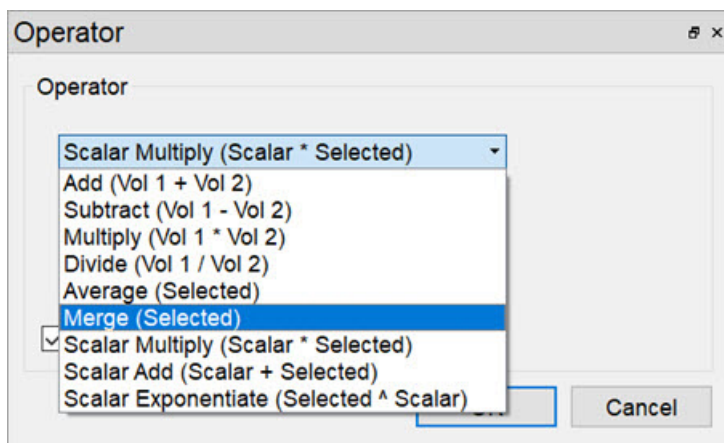 Operator
Operator
Scalar Multiply (Scalar * Selected)
Add (Vol 1 + Vol 2)
Subtract (Vol 1 - Vol 2)
Multiply (Vol 1 * Vol 2)
Divide (Vol 1 / Vol 2)
Average (Selected)
Merge (Selected)
Scalar Multiply (Scalar * Selected)
Scalar Add (Scalar + Selected)
Scalar Exponentiate (Selected ^ Scalar)
Cancel